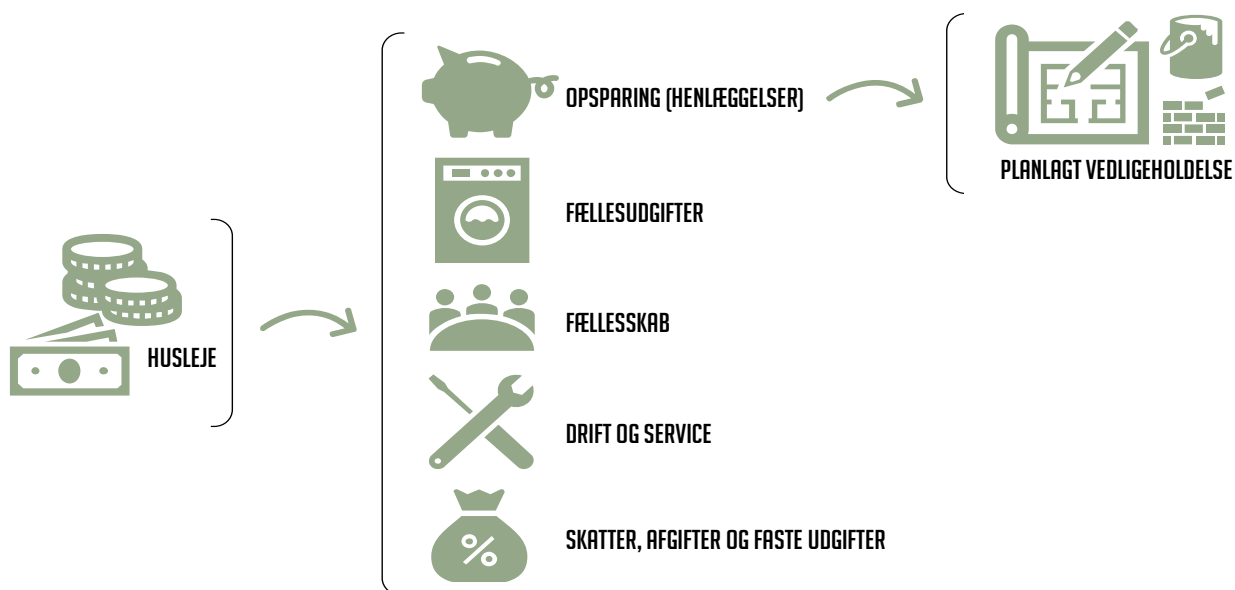 HUSLEJE
OPSPARING (HENLÆGGELSER)
PLANLAGT VEDLIGEHOLDELSE
FÆLLESUDGIFTER
FÆLLESSKAB
DRIFT OG SERVICE
%
SKATTER, AFGIFTER OG FASTE UDGIFTER